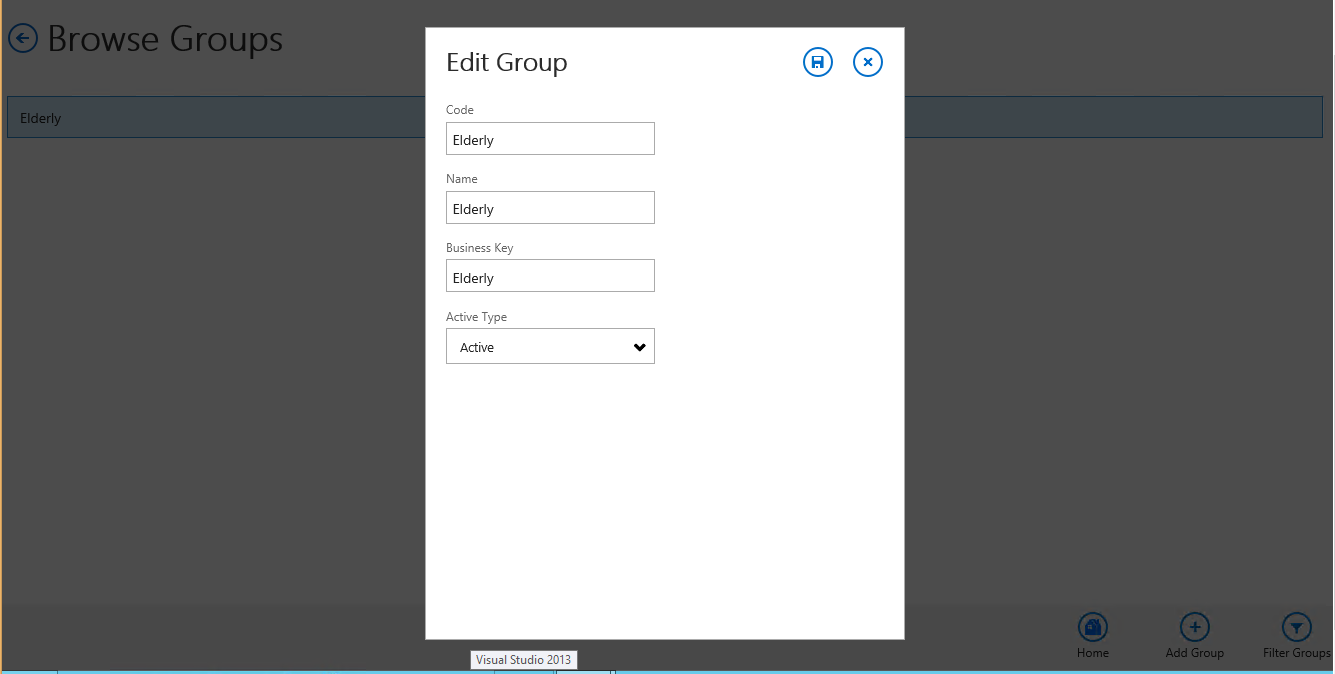 Browse Groups
Elderly
Edit Group
Code
Elderly
Name
Elderly
Business Key
Elderly
Active Type
Active
Home
Add Group
Filter Groups
Visual Studio 2013